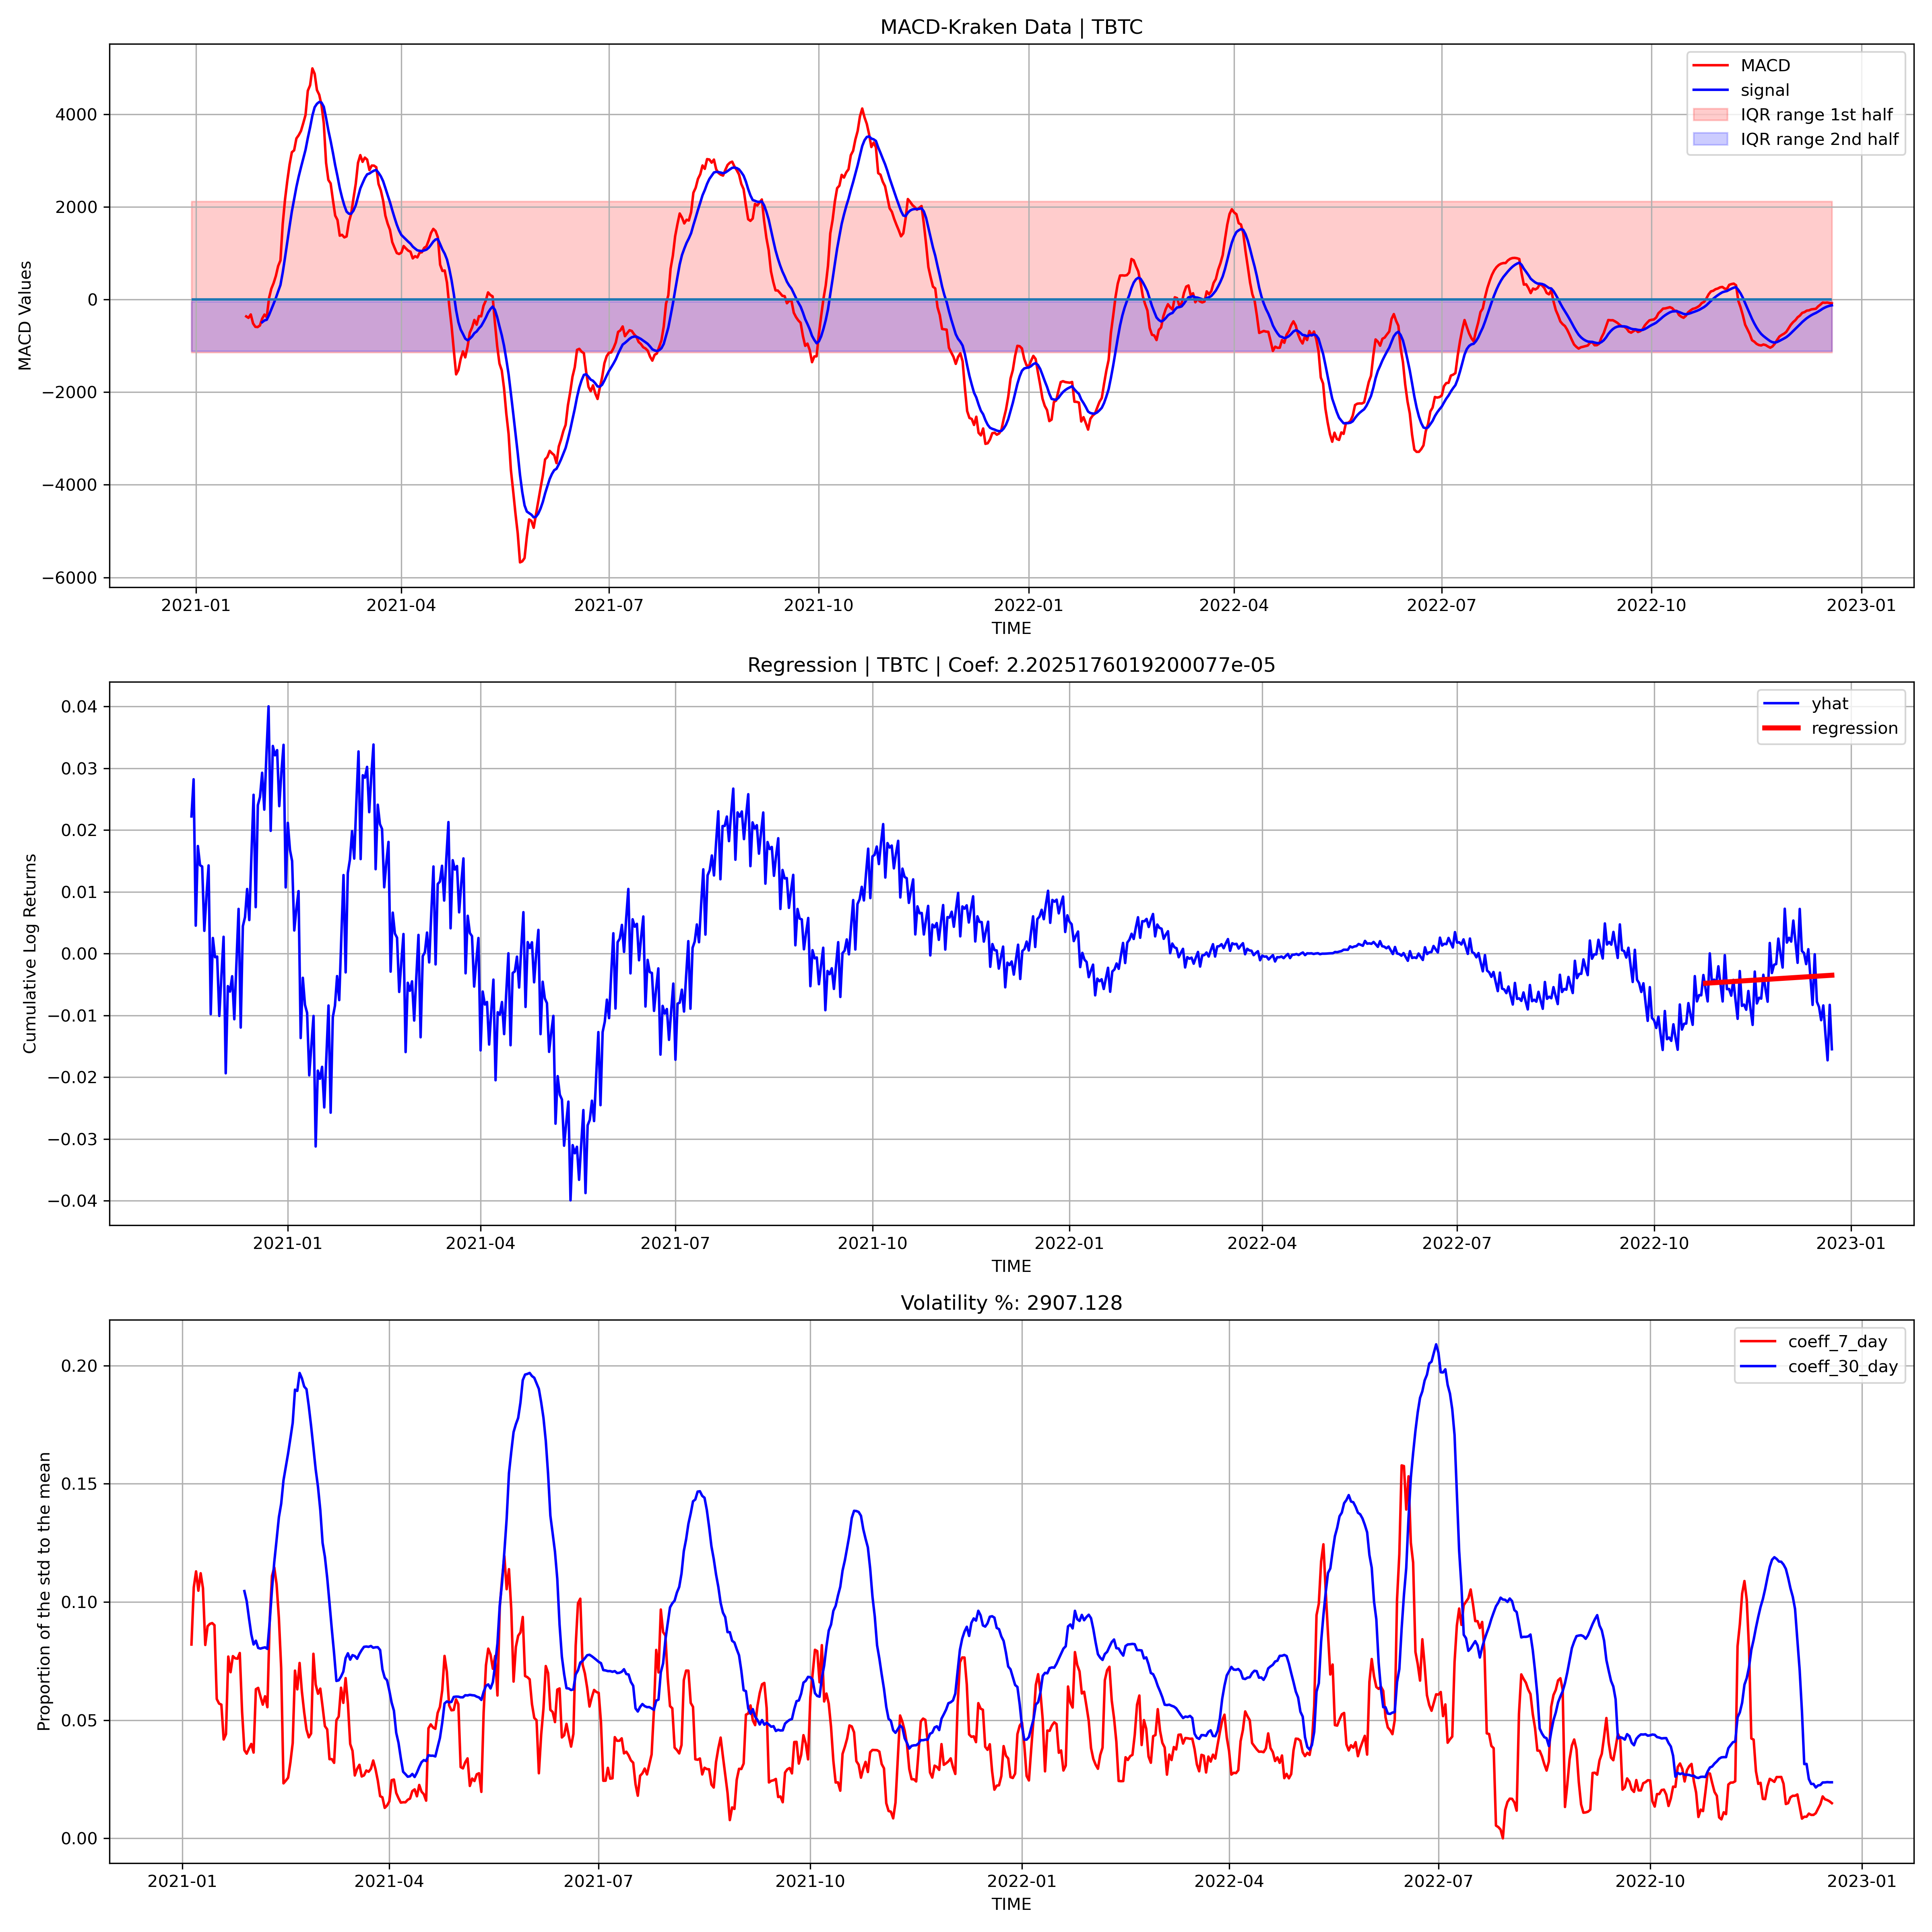 MACD-Kraken Data | TBTC
MACD
signal
IQR range 1st half
IQR range 2nd half
MACD Values
4000
2000
0
−2000
−4000
−6000
2021-01 2021-04 2021-07 2021-10 2022-01 2022-04 2022-07 2022-10 2023-01
TIME
Regression | TBTC | Coef: 2.2025176019200077e-05
yhat
regression
Cumulative Log Returns
0.04
0.03
0.02
0.01
0.00
−0.01
−0.02
−0.03
−0.04
2021-01 2021-04 2021-07 2021-10 2022-01 2022-04 2022-07 2022-10 2023-01
TIME
Volatility %: 2907.128
coeff_7_day
coeff_30_day
Proportion of the std to the mean
0.20
0.15
0.10
0.05
0.00
2021-01 2021-04 2021-07 2021-10 2022-01 2022-04 2022-07 2022-10 2023-01
TIME